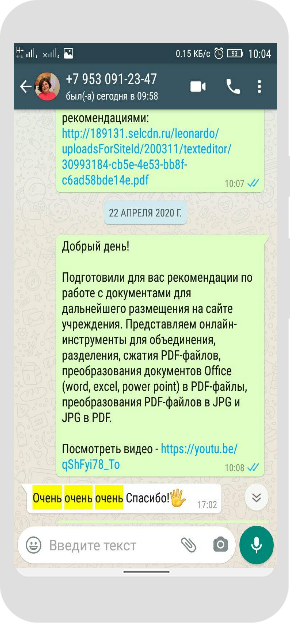 0.15 КБ/с 52 10:04
+7 953 091-23-47
был(-а) сегодня в 09:58
рекомендациями:
http://189131.selcdn.ru/leonardo/
uploadsForSiteId/200311/texteditor/
30993184-cb5e-4e53-bb8f-
c6ad58bde14e.pdf
10:07
22 АПРЕЛЯ 2020 Г.
Добрый день!
Подготовили для вас рекомендации по
работе с документами для
дальнейшего размещения на сайте
учреждения. Представляем онлайн-
инструменты для объединения,
разделения, сжатия PDF-файлов,
преобразования документов Office
(word, excel, power point) в PDF-файлы,
преобразования PDF-файлов в JPG и
JPG в PDF.
Посмотреть видео - https://youtu.be/
qShFyi78_To
10:08
Очень очень очень Спасибо!🖐
17:02
Введите текст